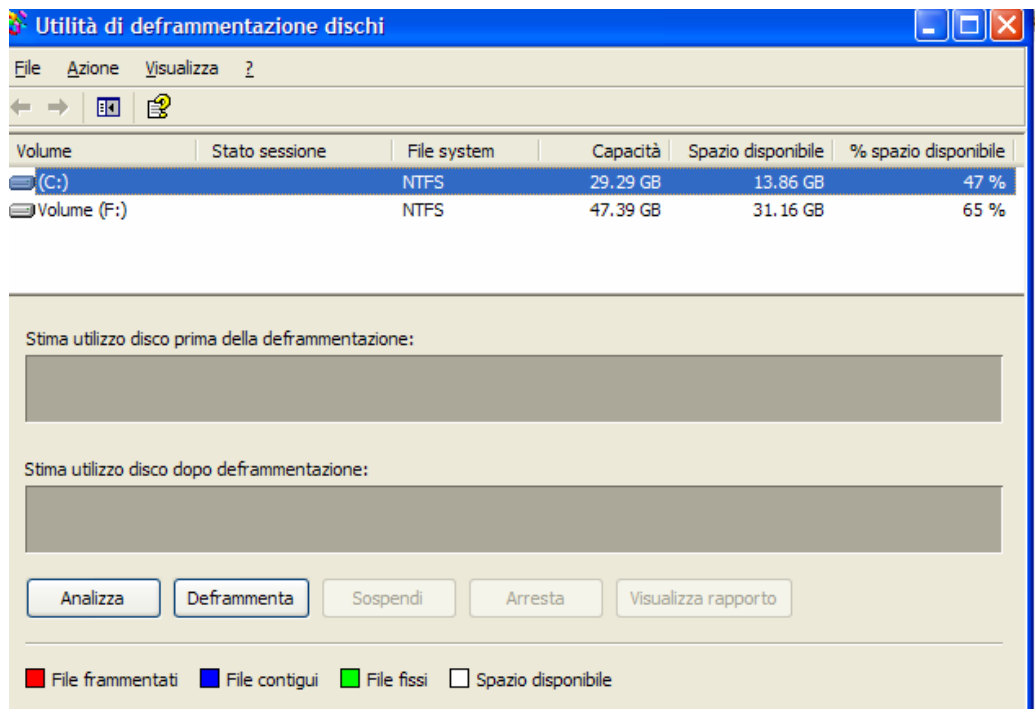 Utilità di deframmentazione dischi
File Azione Visualizza ?
Volume Stato sessione File system Capacità Spazio disponibile % spazio disponibile
(C:) NTFS 29.29 GB 13.86 GB 47 %
Volume (F:) NTFS 47.39 GB 31.16 GB 65 %
Stima utilizzo disco prima della deframmentazione:
Stima utilizzo disco dopo deframmentazione:
Analizza Deframmenta Sospendi Arresta Visualizza rapporto
File frammentati File contigui File fissi Spazio disponibile